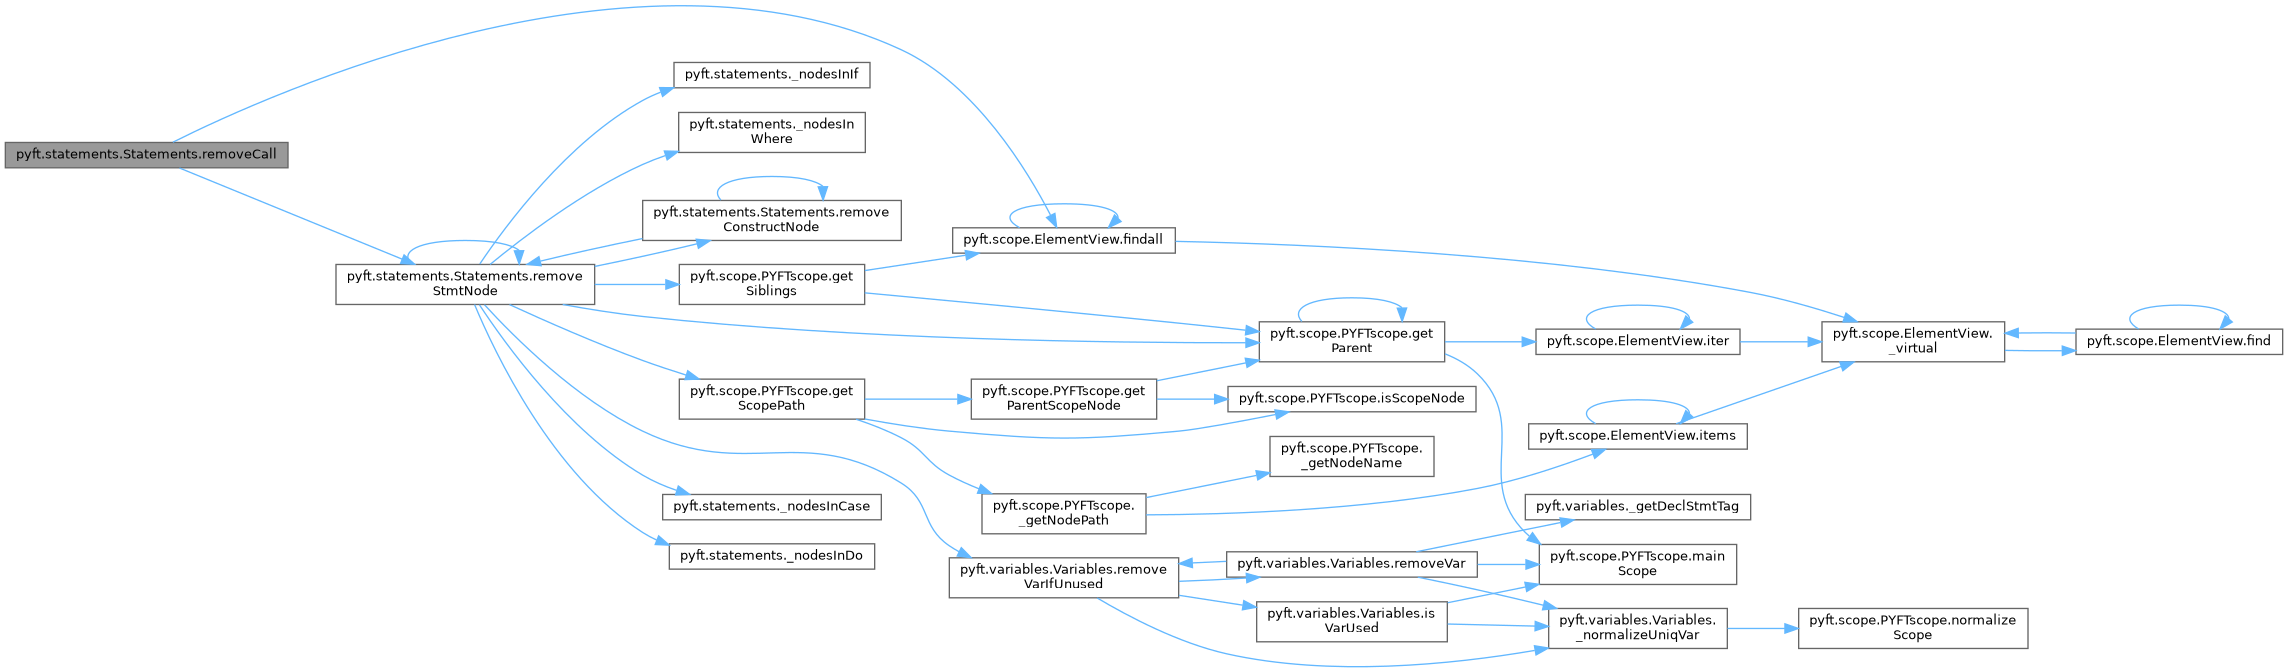 pyft.statements.Statements.removeCall
pyft.statements._nodesInIf
pyft.statements._nodesIn
Where
pyft.statements.Statements.remove
ConstructNode
pyft.statements.Statements.remove
StmtNode
pyft.scope.PYFTscope.get
Siblings
pyft.scope.PYFTscope.get
ScopePath
pyft.statements._nodesInCase
pyft.statements._nodesInDo
pyft.scope.ElementView.findall
pyft.scope.PYFTscope.get
ParentScopeNode
pyft.scope.PYFTscope.
_getNodePath
pyft.variables.Variables.remove
VarIfUnused
pyft.scope.PYFTscope.get
Parent
pyft.scope.PYFTscope.isScopeNode
pyft.scope.PYFTscope.
_getNodeName
pyft.variables.Variables.removeVar
pyft.variables.Variables.is
VarUsed
pyft.scope.ElementView.iter
pyft.scope.ElementView.items
pyft.variables._getDeclStmtTag
pyft.scope.PYFTscope.main
Scope
pyft.variables.Variables.
_normalizeUniqVar
pyft.scope.ElementView.
_virtual
pyft.scope.PYFTscope.normalize
Scope
pyft.scope.ElementView.find